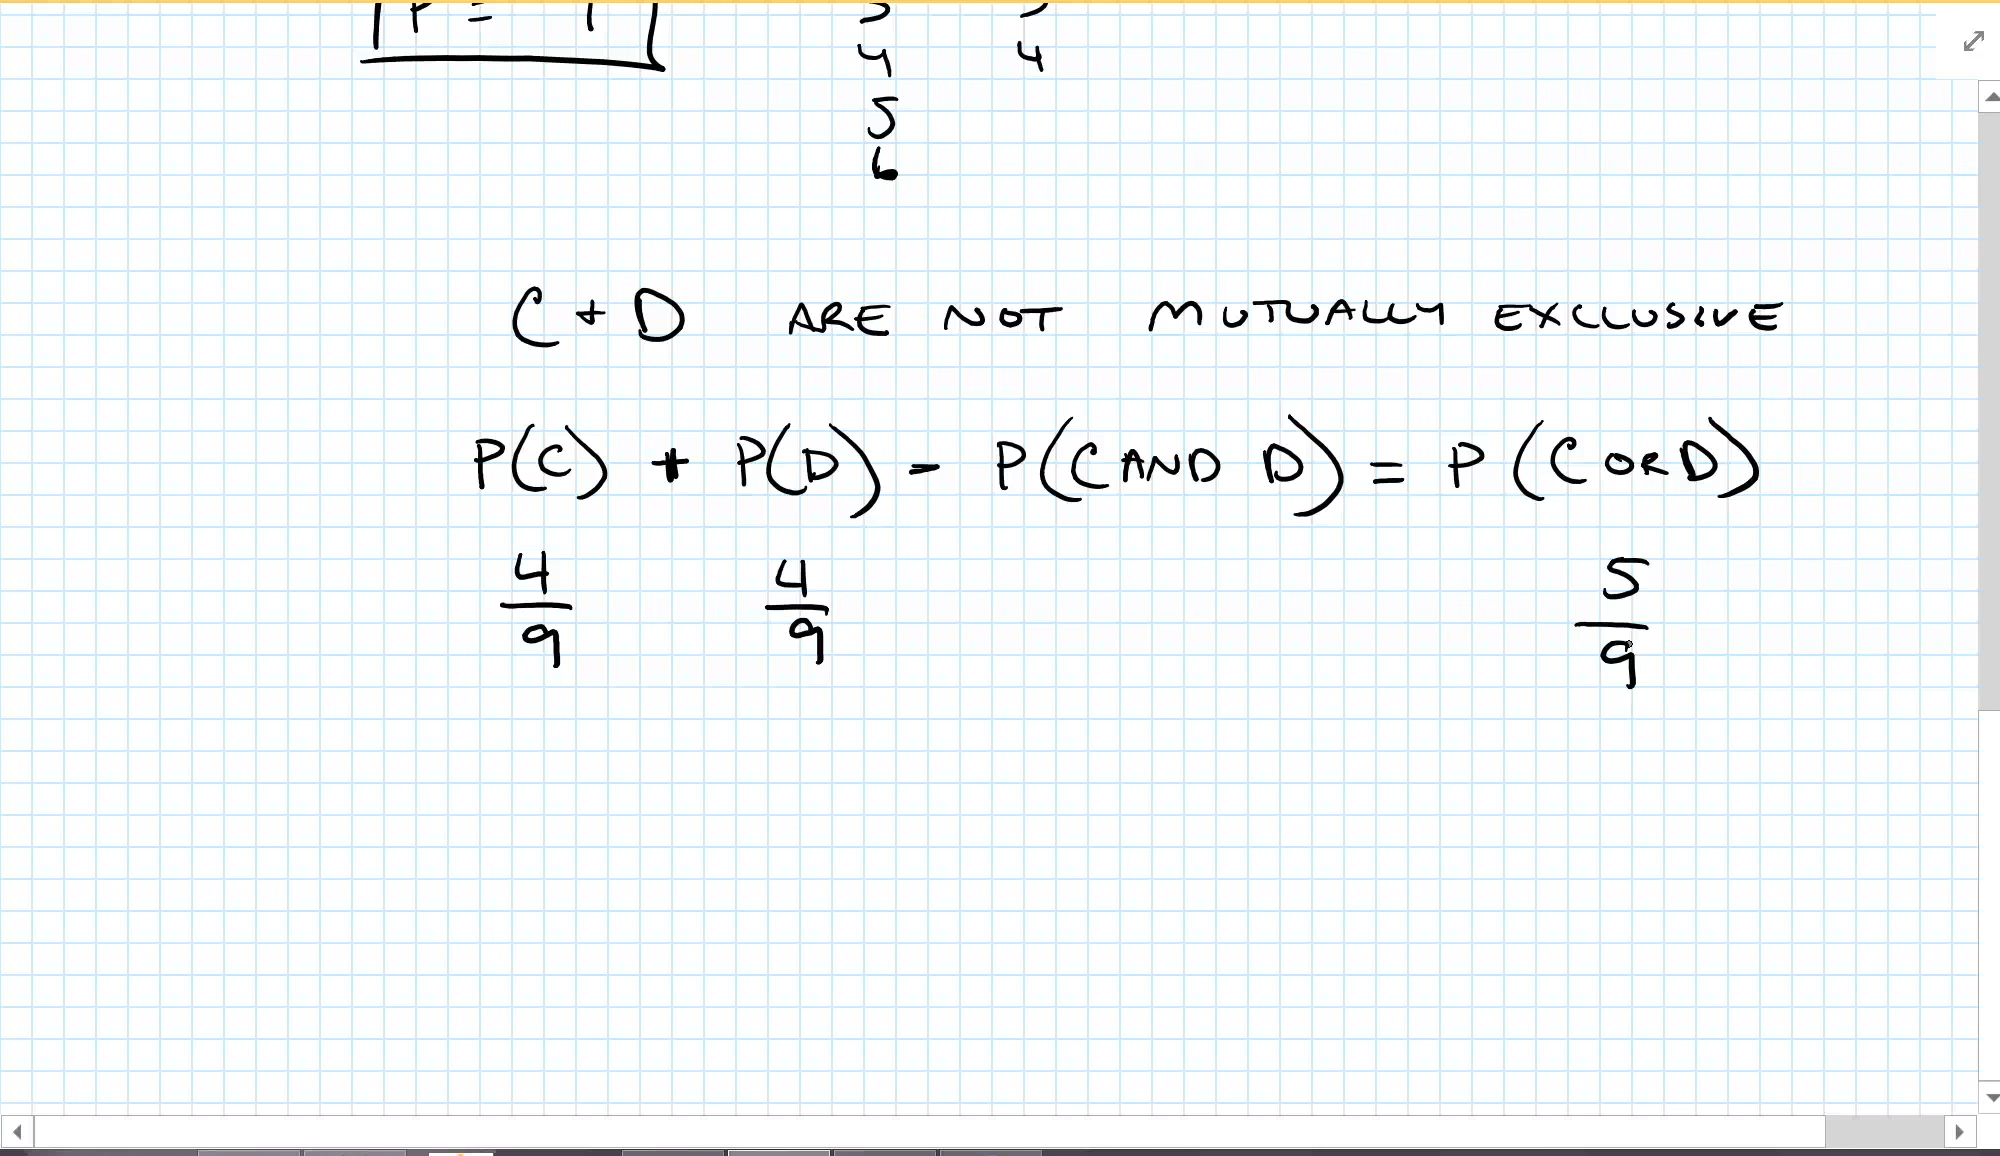 P =
4 4
5
6
C + D ARE NOT MUTUALLY EXCLUSIVE
P(C) + P(D) - P(C AND D) = P(C OR D)
4/9 4/9 5/9